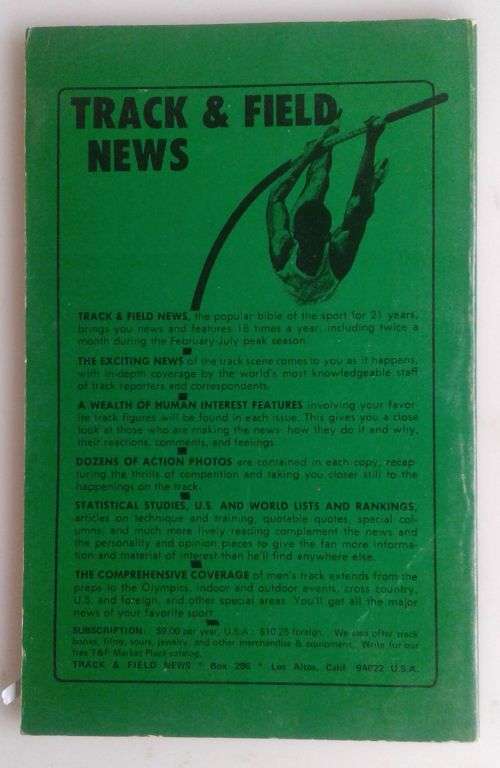 TRACK & FIELD
NEWS
TRACK & FIELD NEWS, the popular bible of the sport for 21 years,
brings you news and features 18 times a year, including twice a
month during the February-July peak season.
THE EXCITING NEWS of the track scene comes to you as it happens,
with in-depth coverage by the world's most knowledgeable staff
of track reporters and correspondents.
A WEALTH OF HUMAN INTEREST FEATURES involving your favor-
ite track figures will be found in each issue. This gives you a close
look at those who are making the news- how they do it and why,
their reactions, comments, and feelings.
DOZENS OF ACTION PHOTOS are contained in each copy, recap-
turing the thrills of competition and taking you closer still to the
happenings on the track.
STATISTICAL STUDIES, U.S. AND WORLD LISTS AND RANKINGS,
articles on technique and training, quotable quotes, special col-
umns, and much more lively reading complement the news and
the personality and opinion pieces to give the fan more informa-
tion and material of interest than he'll find anywhere else.
THE COMPREHENSIVE COVERAGE of men's track extends from the
preps to the Olympics, indoor and outdoor events, cross country,
U.S. and foreign, and other special areas. You'll get all the major
news of your favorite sport.
SUBSCRIPTION: $9.00 per year, U.S.A.; $10.25 foreign. We also offer track
books, films, tours, jewelry, and other merchandise & equipment. Write for our
free T&F Market Place catalog.
TRACK & FIELD NEWS * Box 296 * Los Altos, Calif. 94022 U.S.A.